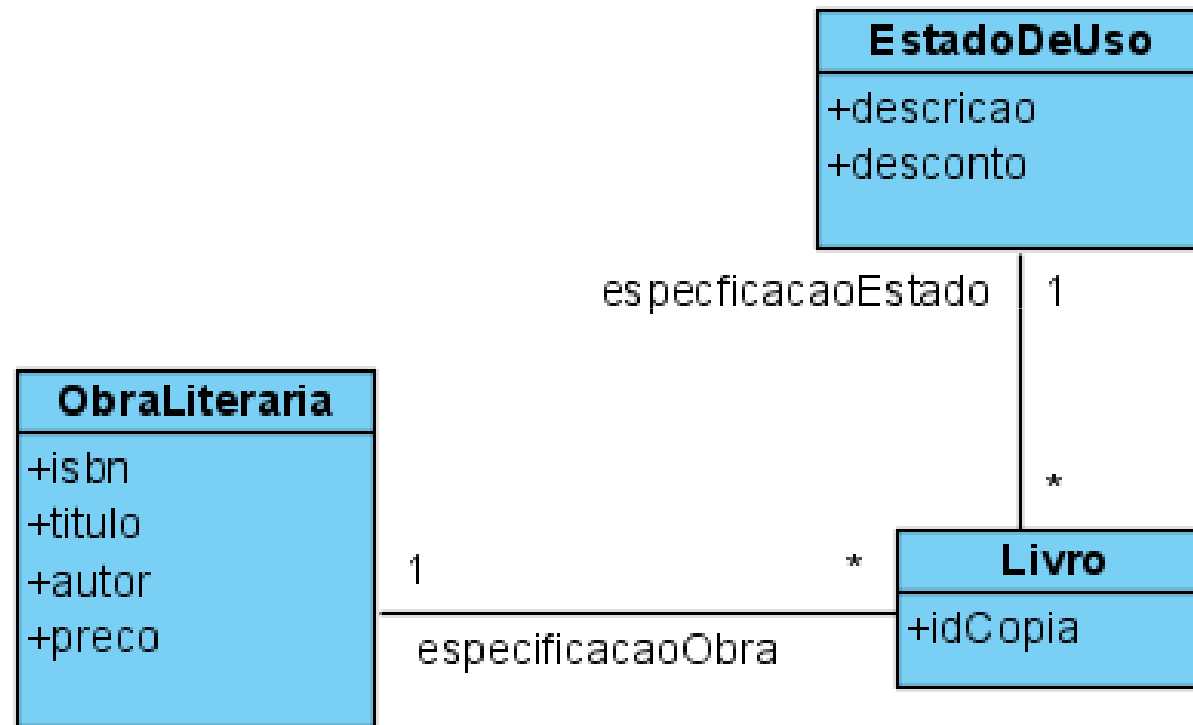 EstadoDeUso
+descricao
+desconto
especficacaoEstado 1
*
ObraLiteraria
+isbn
+titulo
+autor
+preco
1 *
especificacaoObra
Livro
+idCopia